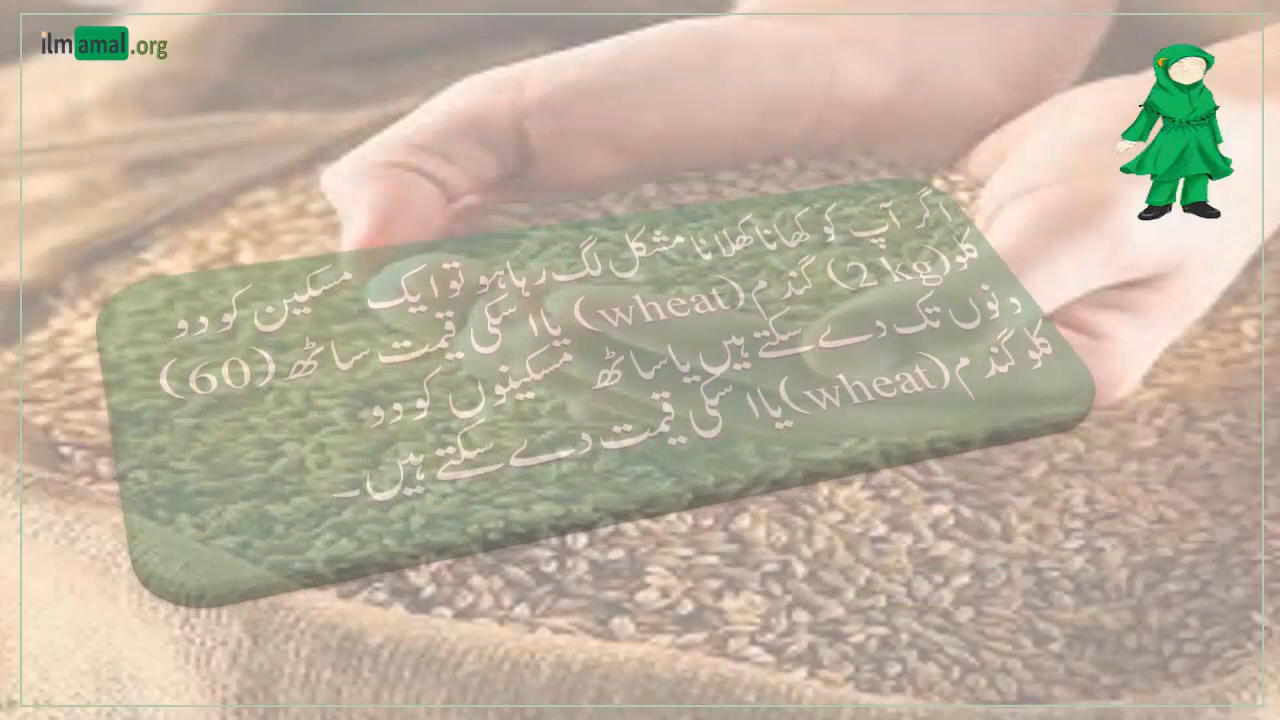 ilmamal.org
اگر آپ کو کھانا کھلانا مشکل لگ رہا ہو تو ایک مسکین کو دو
کلو(2 kg) گندم(wheat) یا اسکی قیمت ساٹھ (60)
دنوں تک دے سکتے ہیں یا ساٹھ مسکینوں کو دو
کلو گندم(wheat) یا اسکی قیمت دے سکتے ہیں۔